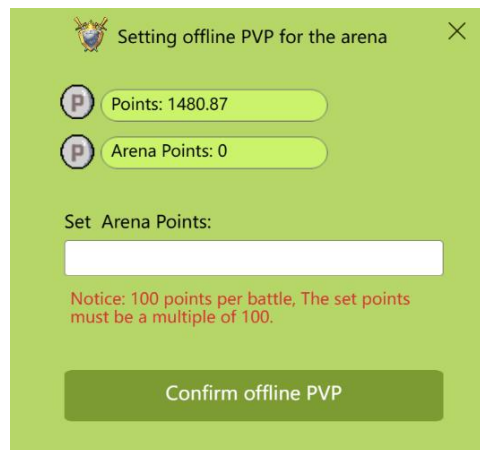 Setting offline PVP for the arena
P
Points: 1480.87
P
Arena Points: 0
Set Arena Points:
Notice: 100 points per battle, The set points
must be a multiple of 100.
Confirm offline PVP